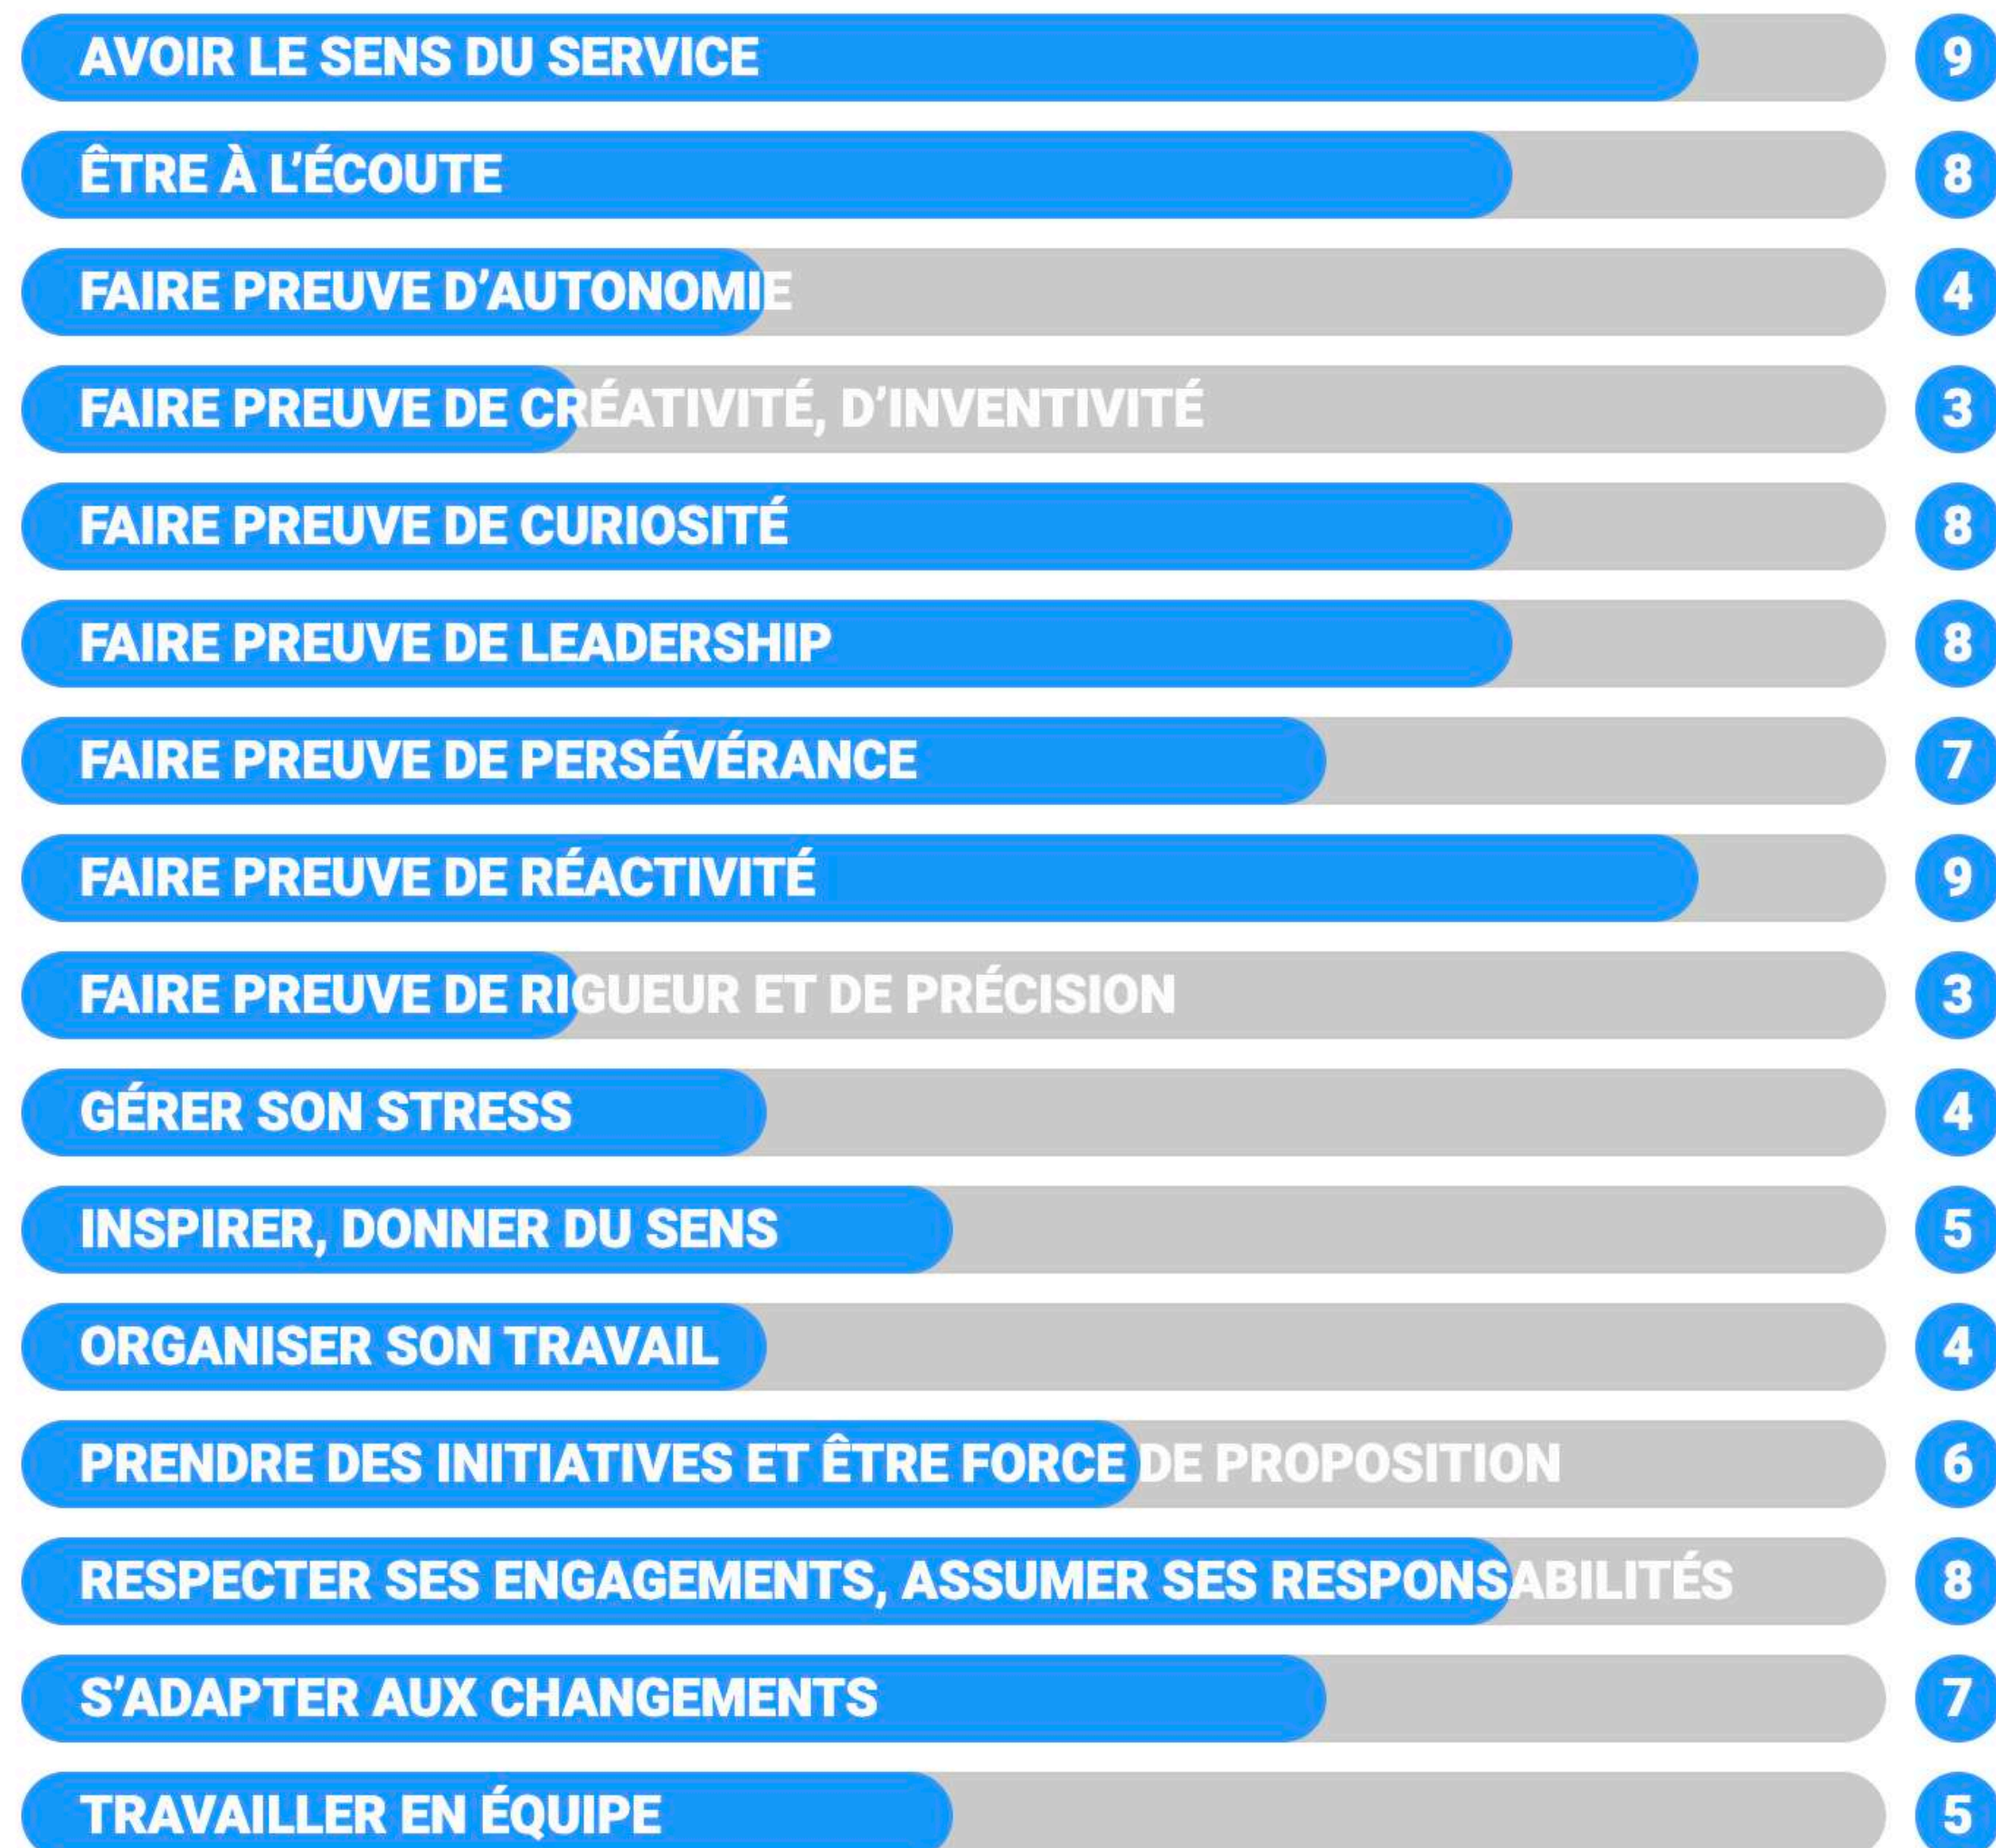 AVOIR LE SENS DU SERVICE 9
ÊTRE À L’ÉCOUTE 8
FAIRE PREUVE D’AUTONOMIE 4
FAIRE PREUVE DE CRÉATIVITÉ, D’INVENTIVITÉ 3
FAIRE PREUVE DE CURIOSITÉ 8
FAIRE PREUVE DE LEADERSHIP 8
FAIRE PREUVE DE PERSÉVÉRANCE 7
FAIRE PREUVE DE RÉACTIVITÉ 9
FAIRE PREUVE DE RIGUEUR ET DE PRÉCISION 3
GÉRER SON STRESS 4
INSPIRER, DONNER DU SENS 5
ORGANISER SON TRAVAIL 4
PRENDRE DES INITIATIVES ET ÊTRE FORCE DE PROPOSITION 6
RESPECTER SES ENGAGEMENTS, ASSUMER SES RESPONSABILITÉS 8
S’ADAPTER AUX CHANGEMENTS 7
TRAVAILLER EN ÉQUIPE 5